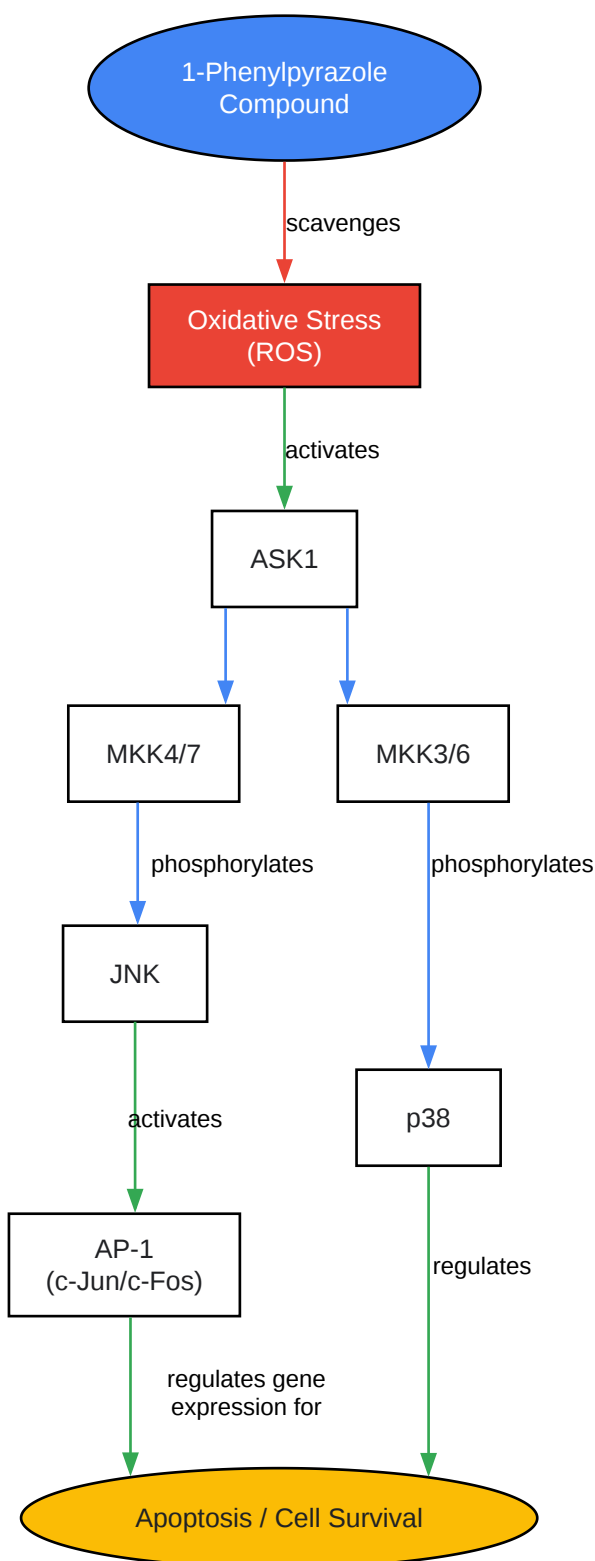 1-Phenylpyrazole
Compound
scavenges
Oxidative Stress
(ROS)
activates
ASK1
MKK4/7
MKK3/6
phosphorylates
phosphorylates
JNK
p38
activates
AP-1
(c-Jun/c-Fos)
regulates
regulates gene
expression for
Apoptosis / Cell Survival